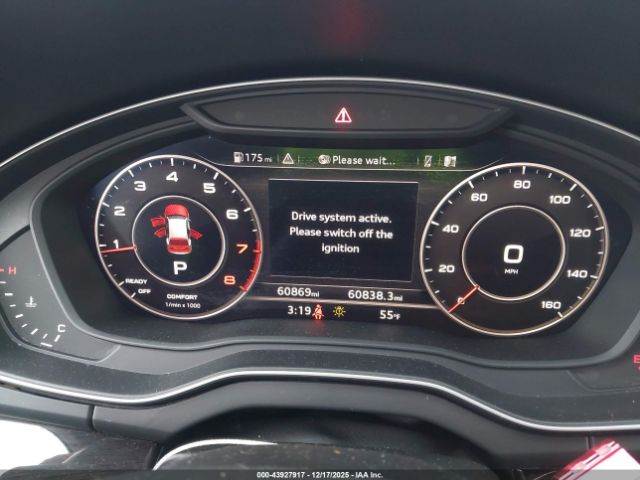 175 mi Please wait...
Drive system active.
Please switch off the
ignition
1 2 3 4 5 6 7 8
P
READY
OFF
COMFORT
1/min x 1000
0 20 40 60 80 100 120 140 160
0
MPH
60869mi 60838.3mi
3:19 55°F
H
C
E
000-43927917 - 12/17/2025 - IAAI, Inc.